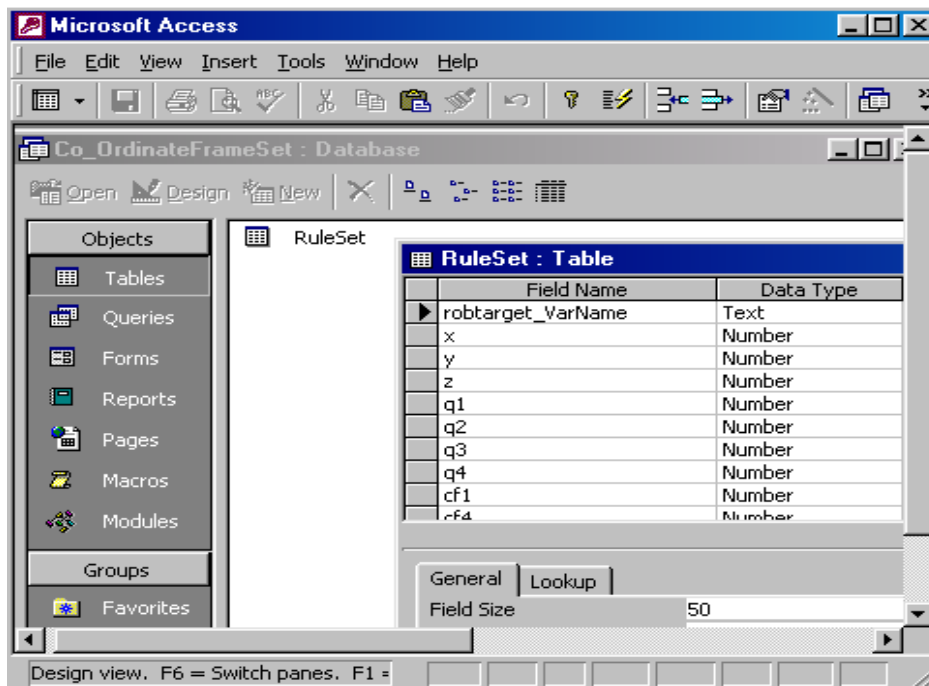 Microsoft Access
File Edit View Insert Tools Window Help
ABC
Co_OrdinateFrameSet : Database
Open Design New
Objects
Tables
Queries
Forms
Reports
Pages
Macros
Modules
Groups
Favorites
RuleSet
RuleSet : Table
Field Name Data Type
robtarget_VarName Text
x Number
y Number
z Number
q1 Number
q2 Number
q3 Number
q4 Number
cf1 Number
cf4 Number
General Lookup
Field Size 50
Design view. F6 = Switch panes. F1 =